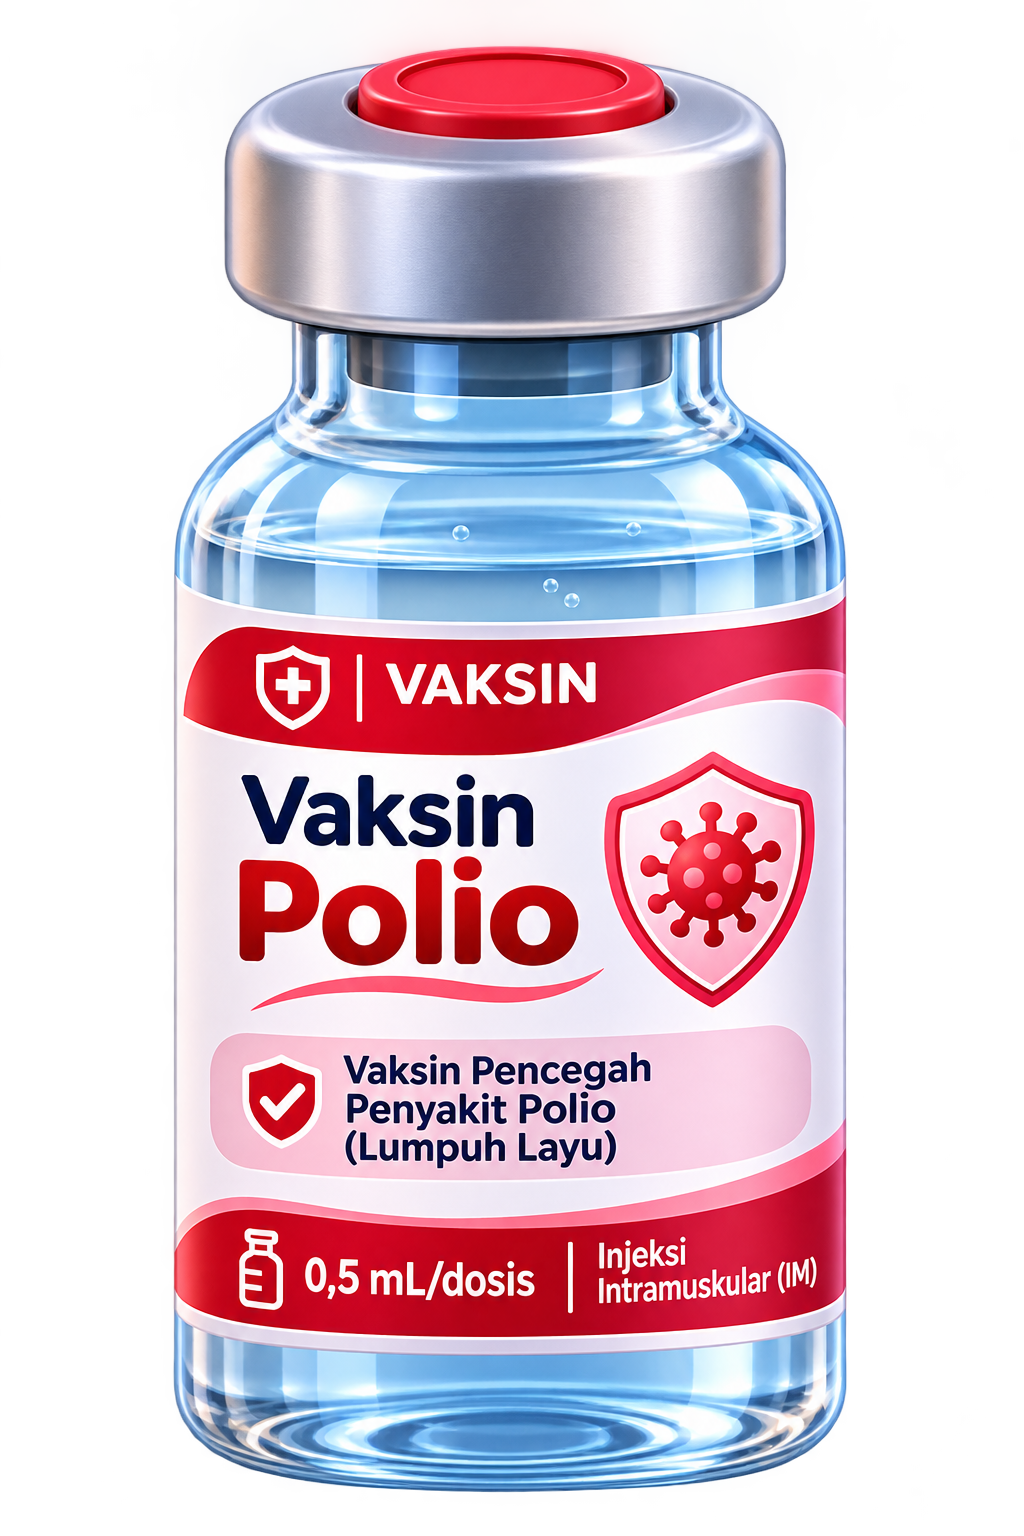 VAKSIN
Vaksin
Polio
Vaksin Pencegah
Penyakit Polio
(Lumpuh Layu)
0,5 mL/dosis
Injeksi
Intramuskular (IM)